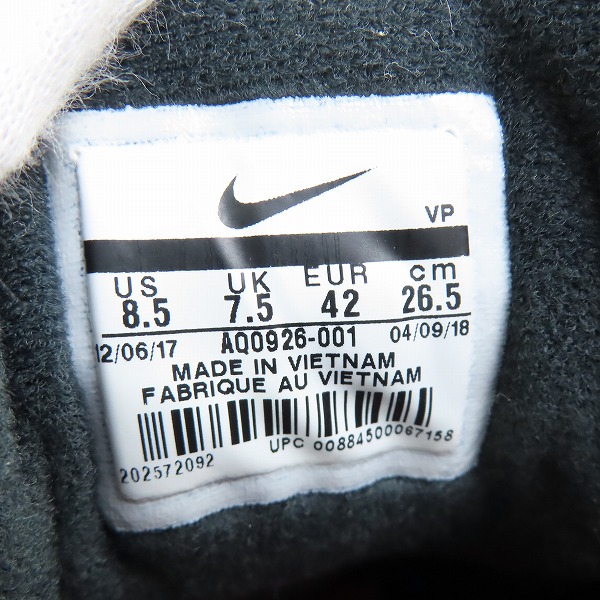 VP
US UK EUR cm
8.5 7.5 42 26.5
12/06/17 AQ0926-001 04/09/18
MADE IN VIETNAM
FABRIQUE AU VIETNAM
202572092 UPC 00884500067158